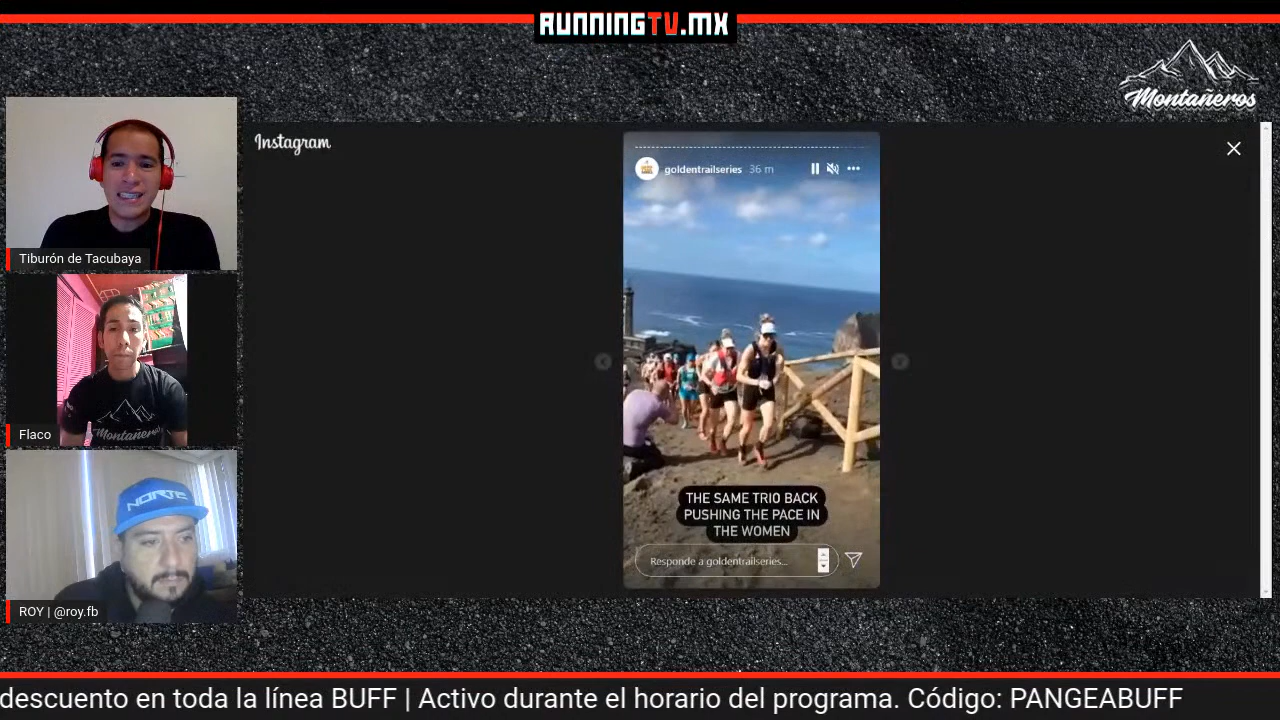 RUNNINGTV.MX
Montañeros
Instagram
goldentrailseries 36 m
Tiburón de Tacubaya
Montañeros
Flaco
NORTE
THE SAME TRIO BACK
PUSHING THE PACE IN
THE WOMEN
Responde a goldentrailseries...
ROY | @roy.fb
descuento en toda la línea BUFF | Activo durante el horario del programa. Código: PANGEABUFF